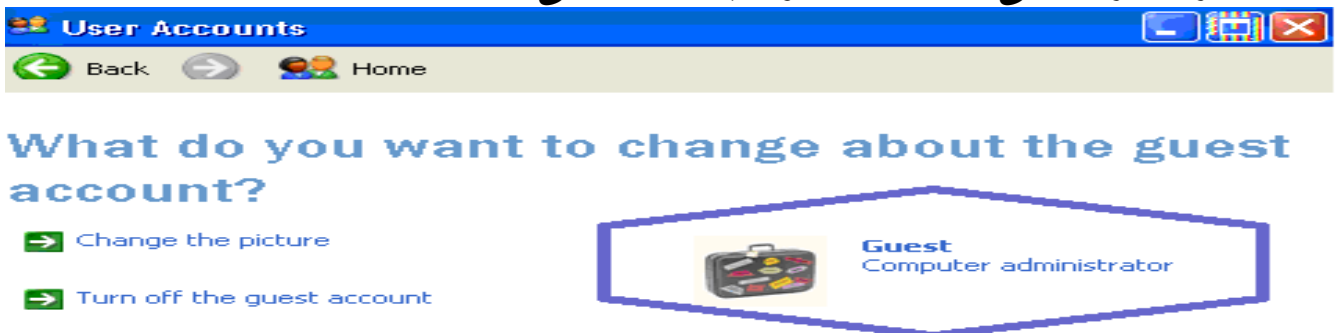 User Accounts
Back Home
What do you want to change about the guest
account?
Change the picture
Turn off the guest account
Guest
Computer administrator